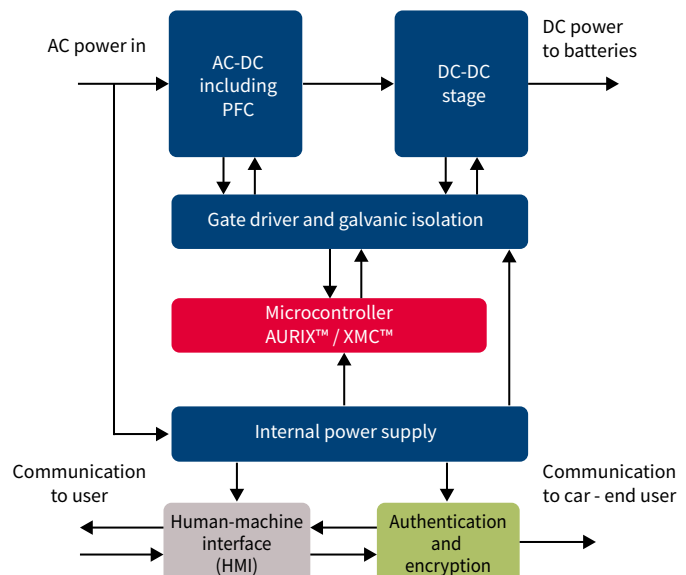 AC power in
AC-DC
including
PFC
DC-DC
stage
DC power
to batteries
Gate driver and galvanic isolation
Microcontroller
AURIX™ / XMC™
Internal power supply
Communication
to user
Human-machine
interface
(HMI)
Authentication
and
encryption
Communication
to car - end user